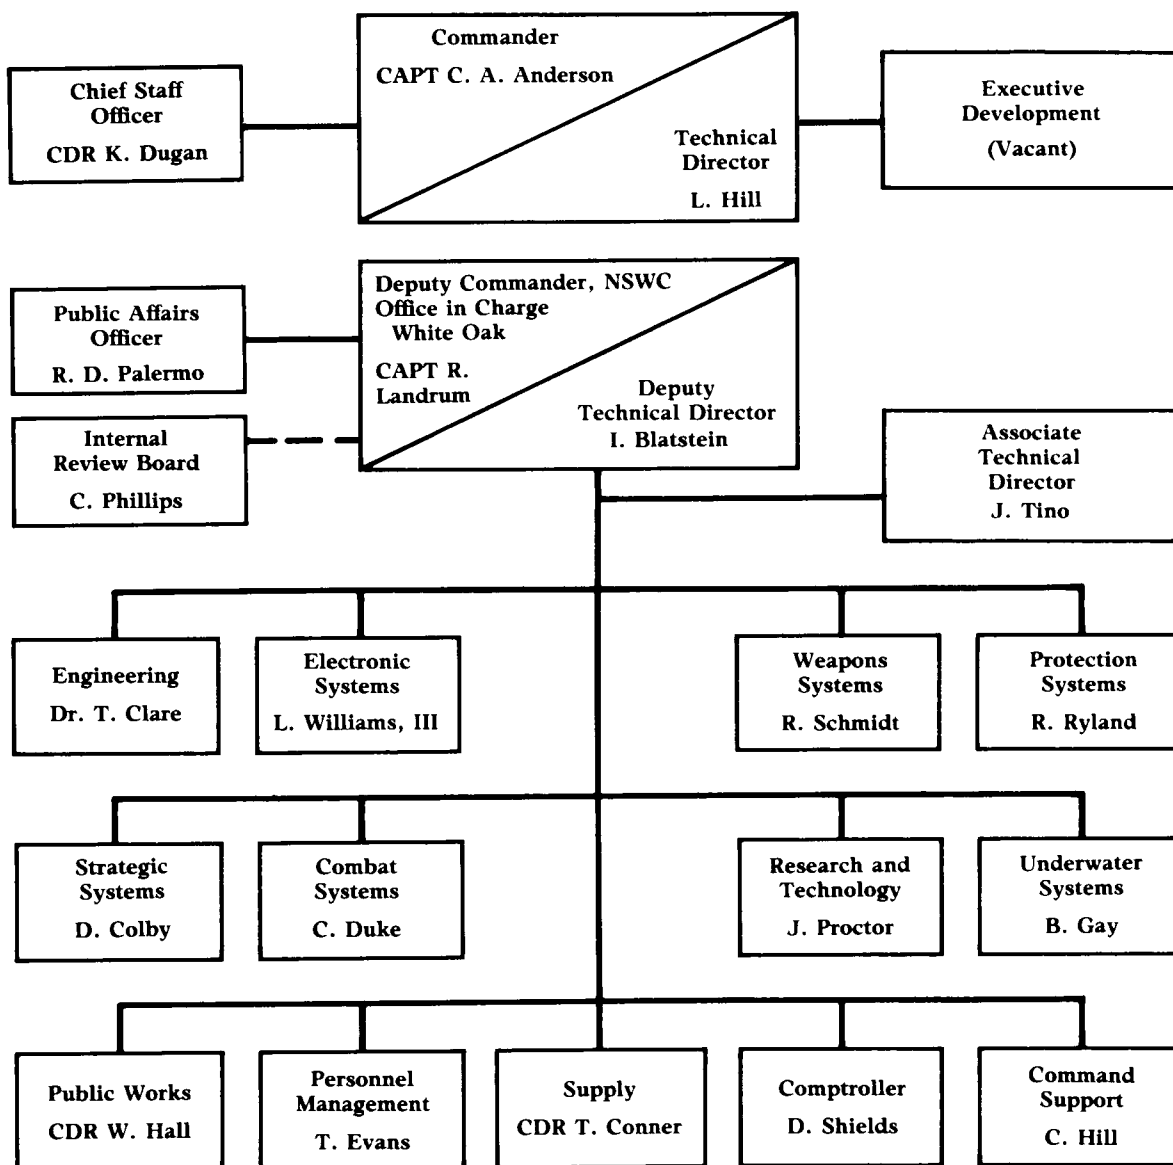 Commander
CAPT C. A. Anderson
Technical
Director
L. Hill
Chief Staff
Officer
CDR K. Dugan
Executive
Development
(Vacant)
Deputy Commander, NSWC
Office in Charge
White Oak
CAPT R.
Landrum
Deputy
Technical Director
I. Blatstein
Public Affairs
Officer
R. D. Palermo
Internal
Review Board
C. Phillips
Associate
Technical
Director
J. Tino
Engineering
Dr. T. Clare
Electronic
Systems
L. Williams, III
Weapons
Systems
R. Schmidt
Protection
Systems
R. Ryland
Strategic
Systems
D. Colby
Combat
Systems
C. Duke
Research and
Technology
J. Proctor
Underwater
Systems
B. Gay
Public Works
CDR W. Hall
Personnel
Management
T. Evans
Supply
CDR T. Conner
Comptroller
D. Shields
Command
Support
C. Hill